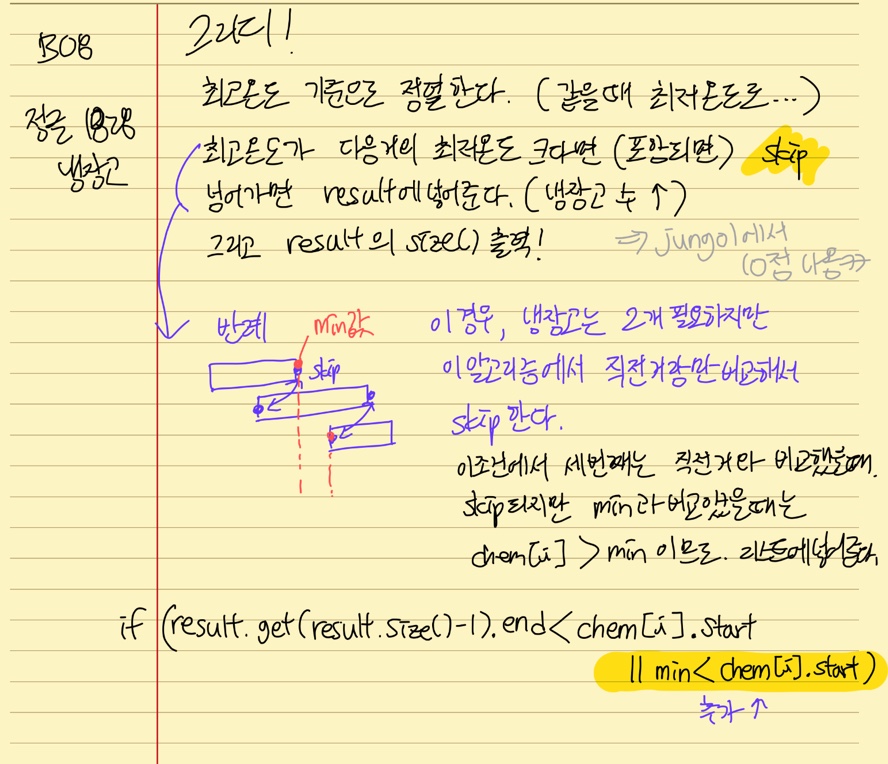 BOB
정글
냉장고
그리디!
최고온도 기준으로 정렬한다. (같을때 최저온도로...)
최고온도가 다음거의 최저온도 크다면 (포함되면) skip
넘어가면 result에 넣어준다. (냉장고 수 ↑)
그리고 result의 size() 출력!
⇒ jungol에서
10점 나옴ㅋㅋ
반례
min값
skip
이 경우, 냉장고는 2개 필요하지만
이 알고리즘에서 직전거랑만 비교해서
skip 한다.
이조건에서 세번째는 직전거와 비교했을때.
skip되지만 min과 비교했을때는
chem[i] > min 이므로. 리스트에 넣어준다.
if (result.get(result.size()-1).end < chem[i].start
|| min < chem[i].start)
추가 ↑